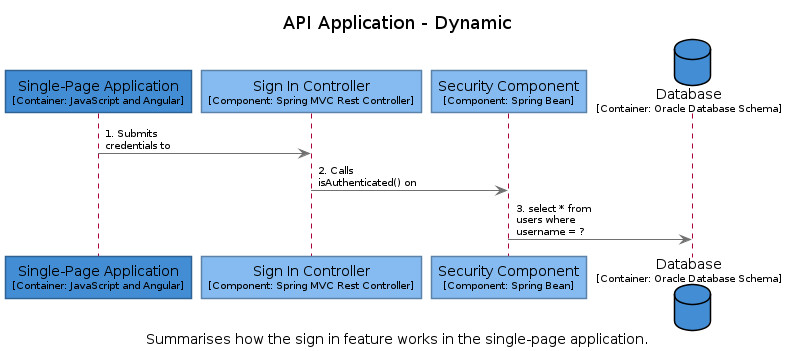 API Application - Dynamic
Single-Page Application
[Container: JavaScript and Angular]
Sign In Controller
[Component: Spring MVC Rest Controller]
Security Component
[Component: Spring Bean]
Database
[Container: Oracle Database Schema]
1. Submits
credentials to
2. Calls
isAuthenticated() on
3. select * from
users where
username = ?
Single-Page Application
[Container: JavaScript and Angular]
Sign In Controller
[Component: Spring MVC Rest Controller]
Security Component
[Component: Spring Bean]
Database
[Container: Oracle Database Schema]
Summarises how the sign in feature works in the single-page application.